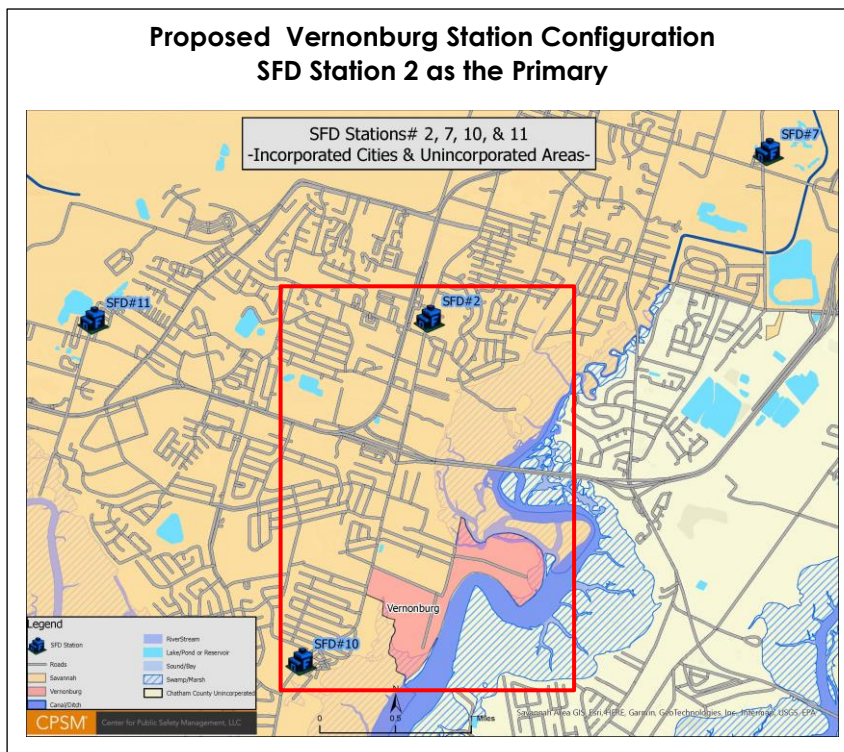 Proposed Vernonburg Station Configuration
SFD Station 2 as the Primary
SFD Stations# 2, 7, 10, & 11
-Incorporated Cities & Unincorporated Areas-
SFD#7
SFD#11
SFD#2
Vernonburg
SFD#10
Legend
SFD Station
Roads
Savannah
Vernonburg
Canal/Ditch
RiverStream
Lake/Pond or Reservoir
Sound/Bay
Swamp/Marsh
Chatham County Unincorporated
CPSM Center for Public Safety Management, LLC
N
0 0.5 1 Miles
Savannah Area GIS, Esri, HERE, Garmin, GeoTechnologies, Inc., Intermap, USGS, EPA